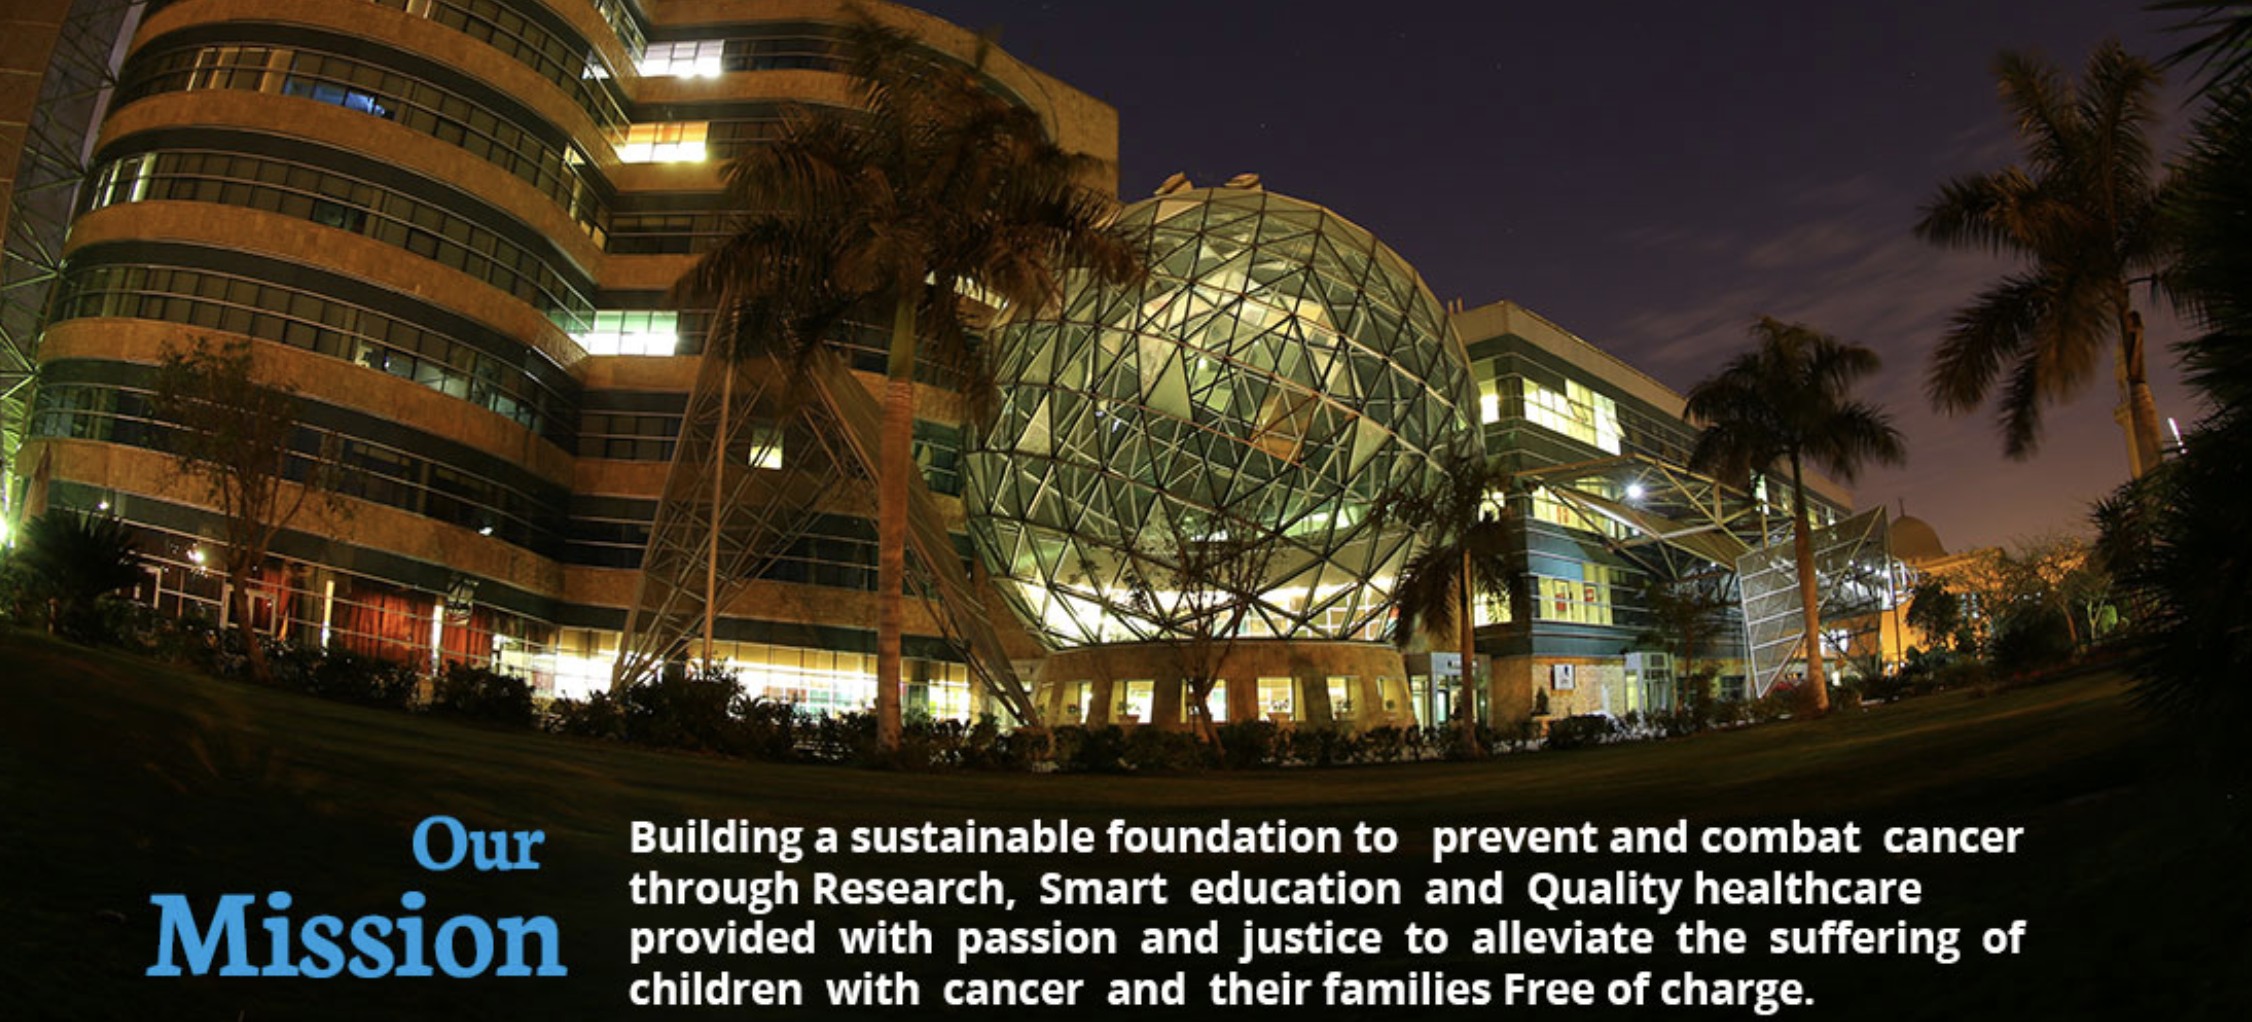 Our
Mission
Building a sustainable foundation to prevent and combat cancer
through Research, Smart education and Quality healthcare
provided with passion and justice to alleviate the suffering of
children with cancer and their families Free of charge.